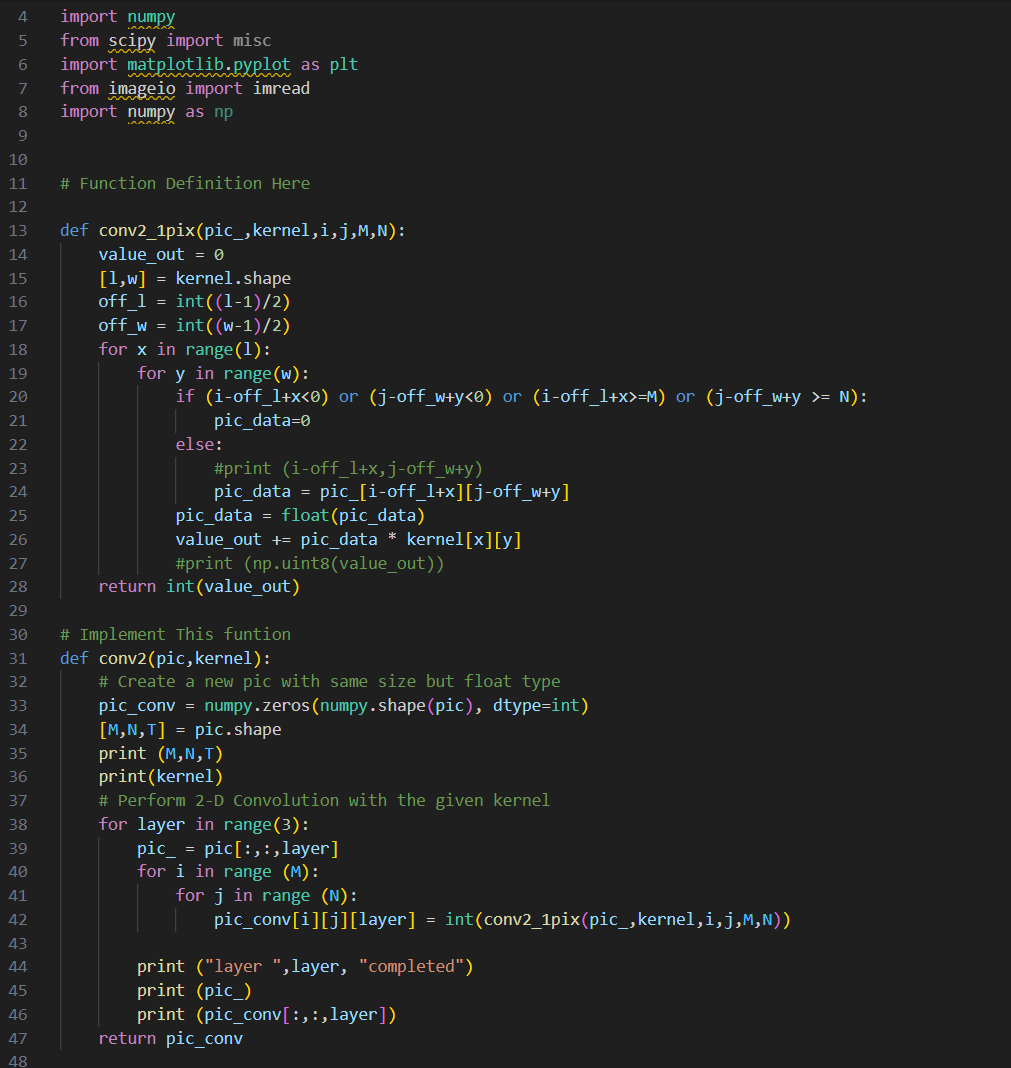 4 import numpy
5 from scipy import misc
6 import matplotlib.pyplot as plt
7 from imageio import imread
8 import numpy as np
9
10
11 # Function Definition Here
12
13 def conv2_1pix(pic_,kernel,i,j,M,N):
14     value_out = 0
15     [l,w] = kernel.shape
16     off_l = int((l-1)/2)
17     off_w = int((w-1)/2)
18     for x in range(l):
19         for y in range(w):
20             if (i-off_l+x<0) or (j-off_w+y<0) or (i-off_l+x>=M) or (j-off_w+y >= N):
21                 pic_data=0
22             else:
23                 #print (i-off_l+x,j-off_w+y)
24                 pic_data = pic_[i-off_l+x][j-off_w+y]
25             pic_data = float(pic_data)
26             value_out += pic_data * kernel[x][y]
27             #print (np.uint8(value_out))
28     return int(value_out)
29
30 # Implement This funtion
31 def conv2(pic,kernel):
32     # Create a new pic with same size but float type
33     pic_conv = numpy.zeros(numpy.shape(pic), dtype=int)
34     [M,N,T] = pic.shape
35     print (M,N,T)
36     print(kernel)
37     # Perform 2-D Convolution with the given kernel
38     for layer in range(3):
39         pic_ = pic[:,:,layer]
40         for i in range (M):
41             for j in range (N):
42                 pic_conv[i][j][layer] = int(conv2_1pix(pic_,kernel,i,j,M,N))
43
44         print ("layer ",layer, "completed")
45         print (pic_)
46         print (pic_conv[:,:,layer])
47     return pic_conv
48